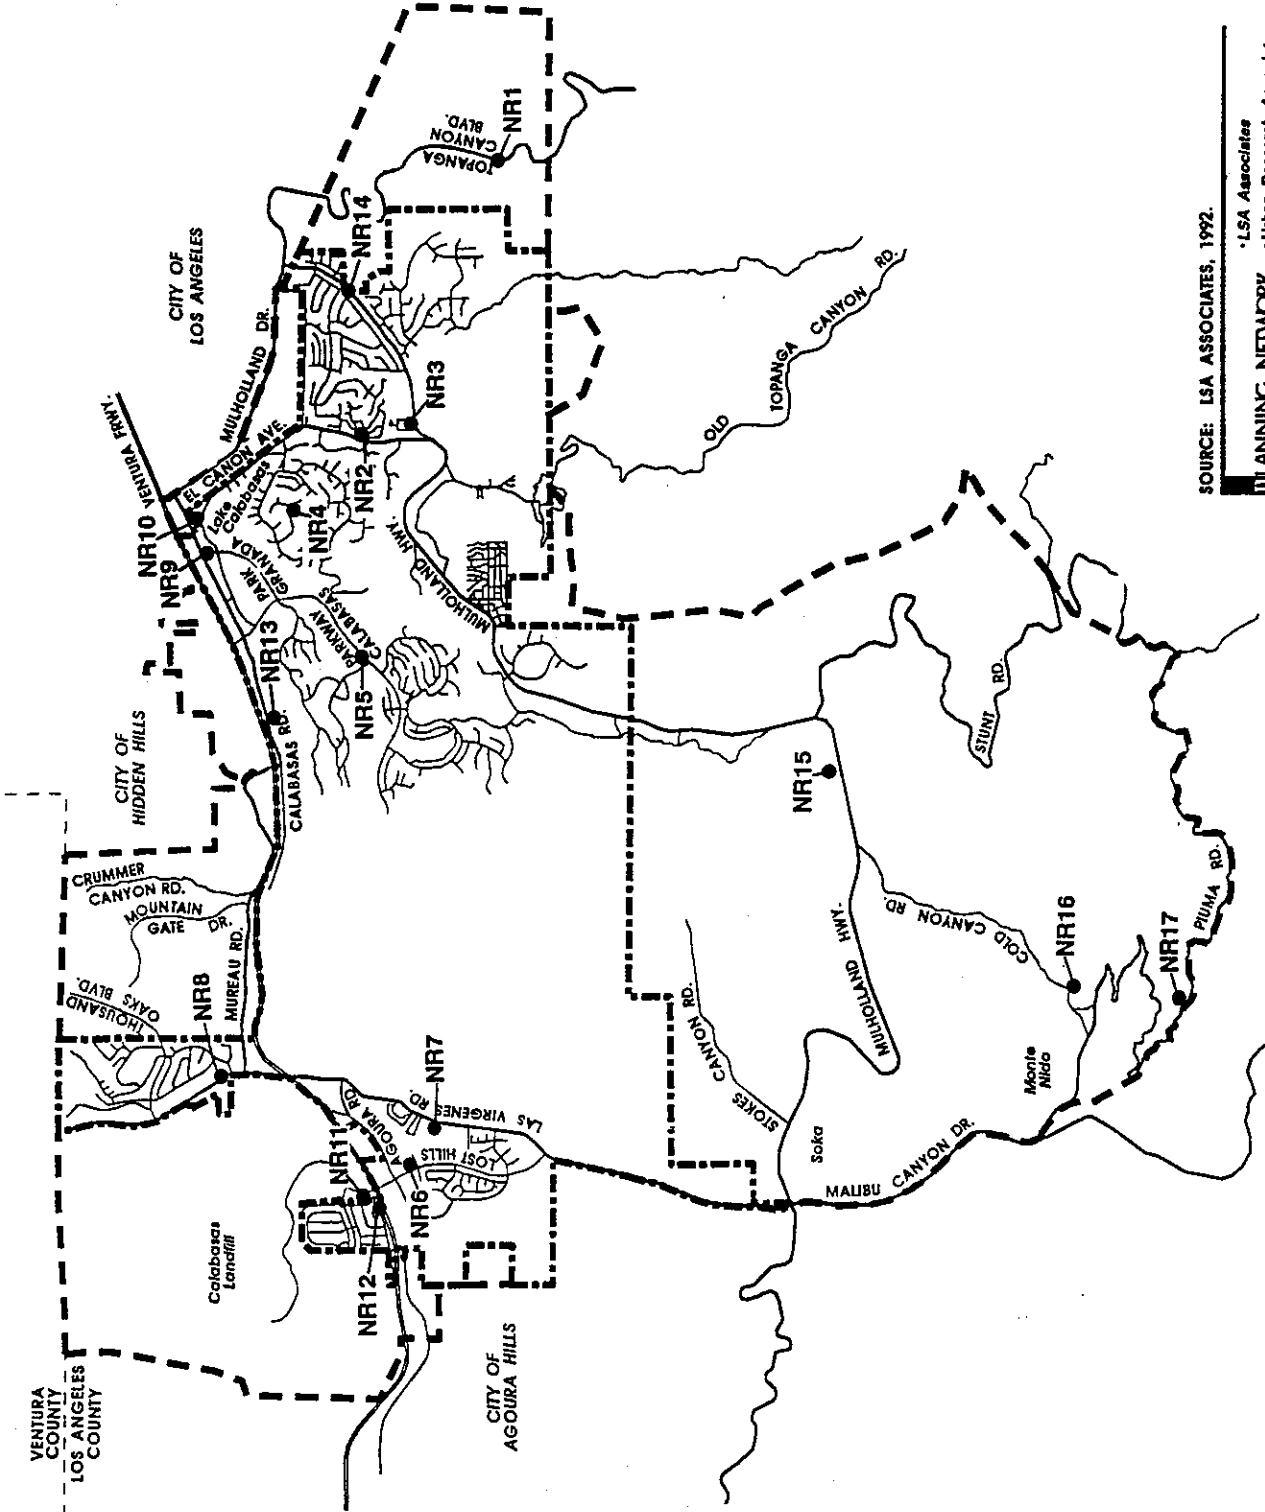 VENTURA
COUNTY
LOS ANGELES
COUNTY
CITY OF
AGOURA HILLS
Calabasas
Landfill
NR12
NR11
NR6
AGOURA RD.
LOST HILLS
LAS VIRGENES RD.
NR7
NR8
THOUSAND
OAKS BLVD.
MUREAU RD.
MOUNTAIN
GATE DR.
CRUMMER
CANYON RD.
CITY OF
HIDDEN HILLS
CALABASAS RD.
NR13
NR5
PARKWAY
CALABASAS
PARK
GRANADA
NR9
NR10
VENTURA FRWY.
Lake
Calabasas
EL CANON AVE.
NR4
NR2
MULHOLLAND DR.
CITY OF
LOS ANGELES
NR3
NR14
TOPANGA
CANYON
BLVD.
NR1
MULHOLLAND HWY.
OLD TOPANGA CANYON RD.
STUNT RD.
NR15
MULHOLLAND HWY.
COLD CANYON RD.
STOKES CANYON RD.
Soka
MALIBU CANYON DR.
Monte
Nido
NR16
NR17
PIUMA RD.
SOURCE: LSA ASSOCIATES, 1992.
LSA Associates